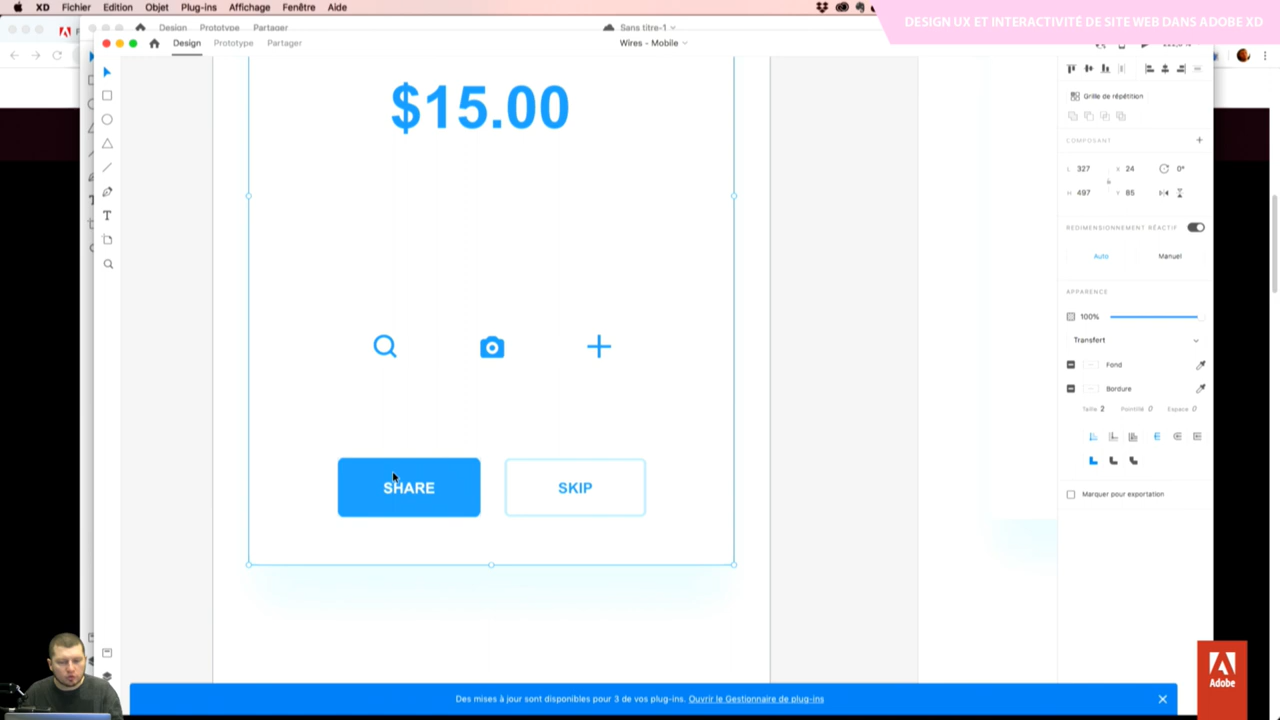 XD Fichier Edition Objet Plug-ins Affichage Fenêtre Aide
DESIGN UX ET INTERACTIVITÉ DE SITE WEB DANS ADOBE XD
Design Prototype Partager
Sans titre-1
Design Prototype Partager
Wires - Mobile
$15.00
SHARE
SKIP
Grille de répétition
COMPOSANT
L 327 X 24 0°
H 497 Y 85
REDIMENSIONNEMENT RÉACTIF
Auto Manuel
APPARENCE
100%
Transfert
Fond
Bordure
Taille 2 Pointillé 0 Espace 0
Marquer pour exportation
Des mises à jour sont disponibles pour 3 de vos plug-ins. Ouvrir le Gestionnaire de plug-ins
Adobe